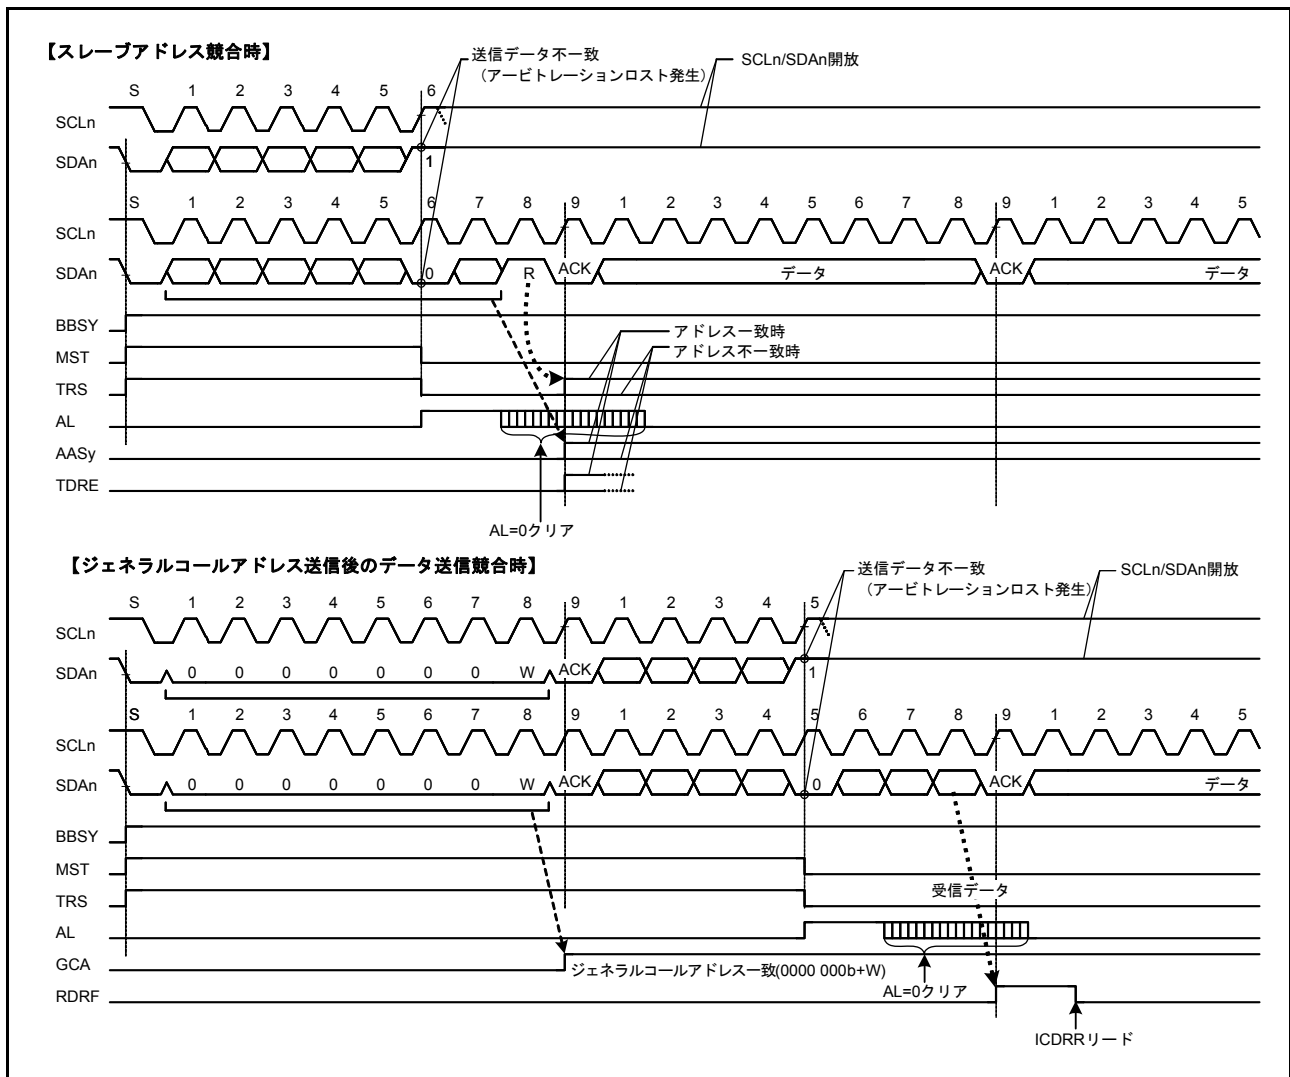 【スレーブアドレス競合時】
送信データ不一致
（アービトレーションロスト発生）
SCLn/SDAn開放
S 1 2 3 4 5 6
SCLn
SDAn
1
S 1 2 3 4 5 6 7 8 9 1 2 3 4 5 6 7 8 9 1 2 3 4 5
SCLn
SDAn 0 R ACK データ ACK データ
BBSY
アドレス一致時
MST
アドレス不一致時
TRS
AL
AASy
TDRE
AL=0クリア
【ジェネラルコールアドレス送信後のデータ送信競合時】
送信データ不一致
（アービトレーションロスト発生）
SCLn/SDAn開放
S 1 2 3 4 5 6 7 8 9 1 2 3 4 5
SCLn
SDAn 0 0 0 0 0 0 0 W ACK 1
S 1 2 3 4 5 6 7 8 9 1 2 3 4 5 6 7 8 9 1 2 3 4 5
SCLn
SDAn 0 0 0 0 0 0 0 W ACK 0 ACK データ
BBSY
MST
受信データ
TRS
AL
GCA
ジェネラルコールアドレス一致(0000 000b+W)
AL=0クリア
RDRF
ICDRRリード